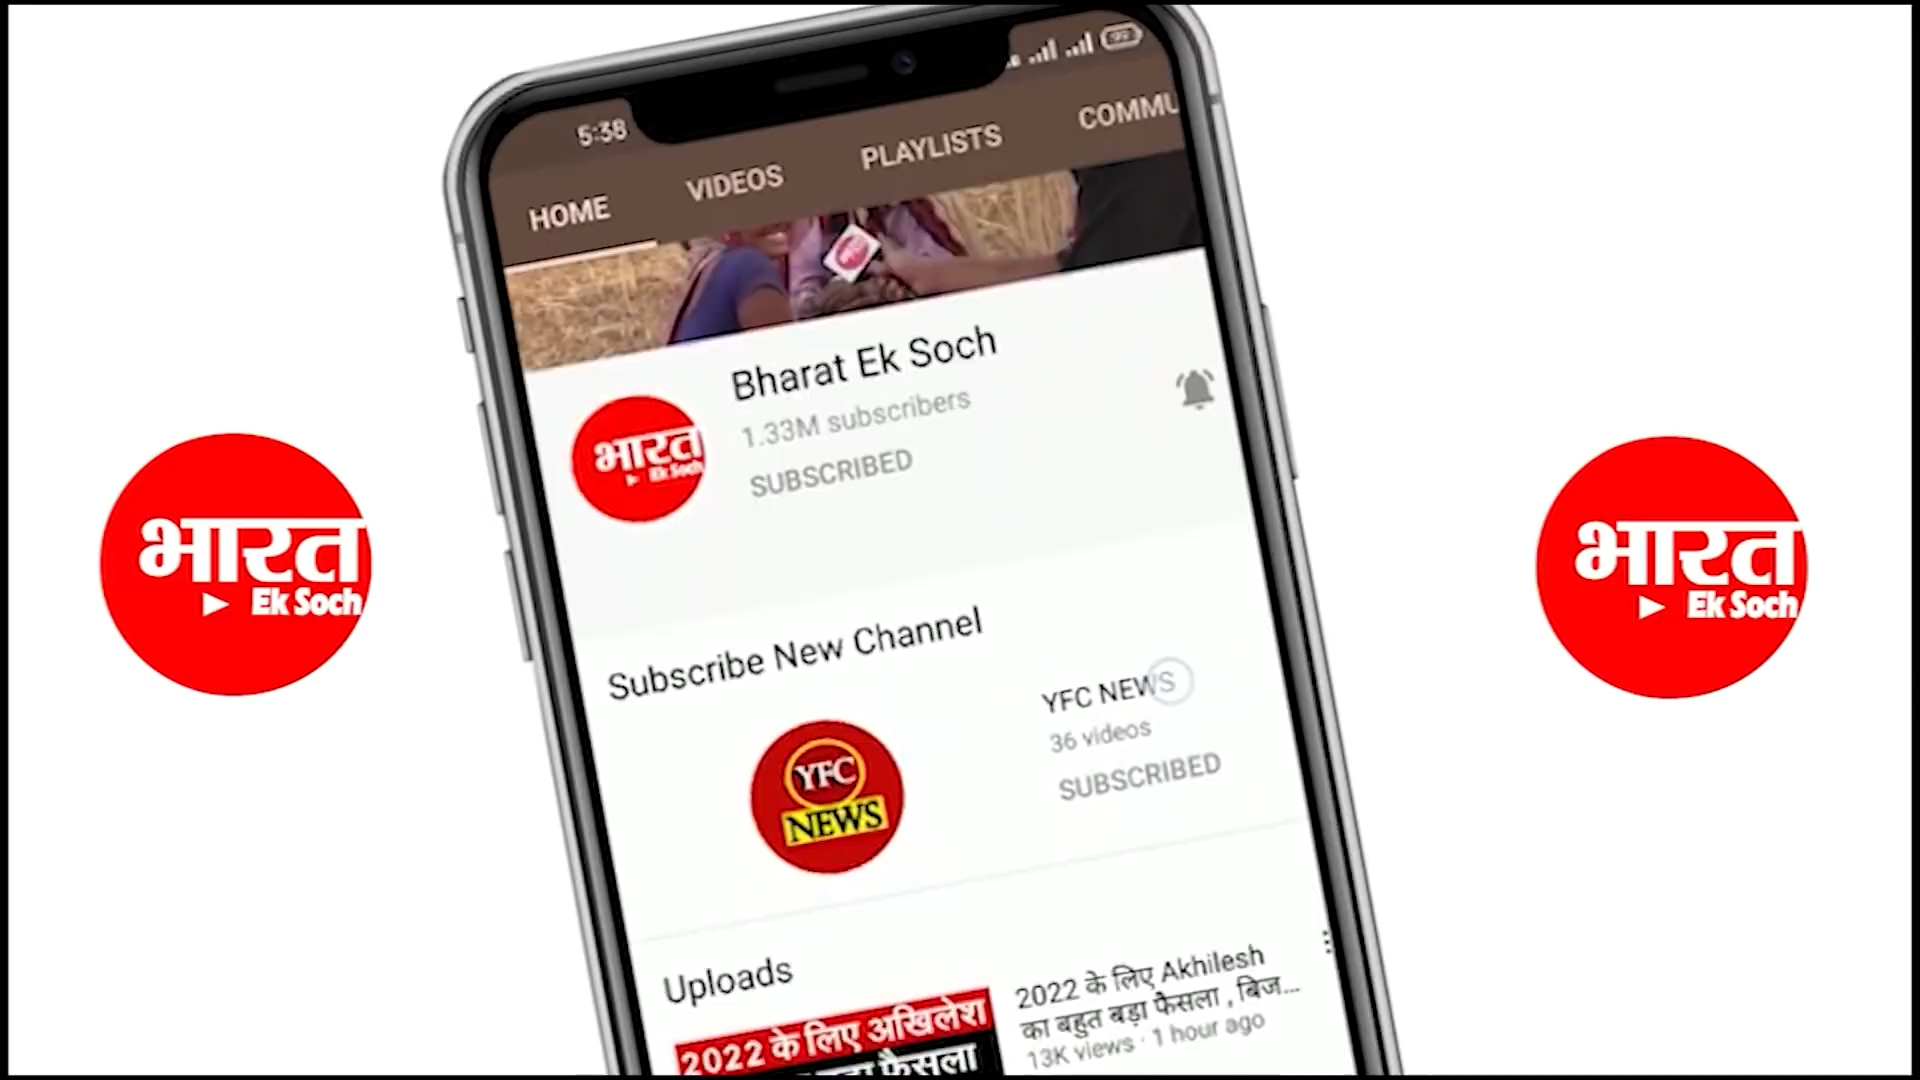 5:38
99
HOME
VIDEOS
PLAYLISTS
COMMU
Bharat Ek Soch
1.33M subscribers
SUBSCRIBED
भारत
Ek Soch
Subscribe New Channel
YFC NEWS
36 videos
SUBSCRIBED
YFC
NEWS
Uploads
2022 के लिए Akhilesh
का बहुत बड़ा फैसला , बिज...
13K views · 1 hour ago
2022 के लिए अखिलेश
फैसला
भारत
Ek Soch
भारत
Ek Soch